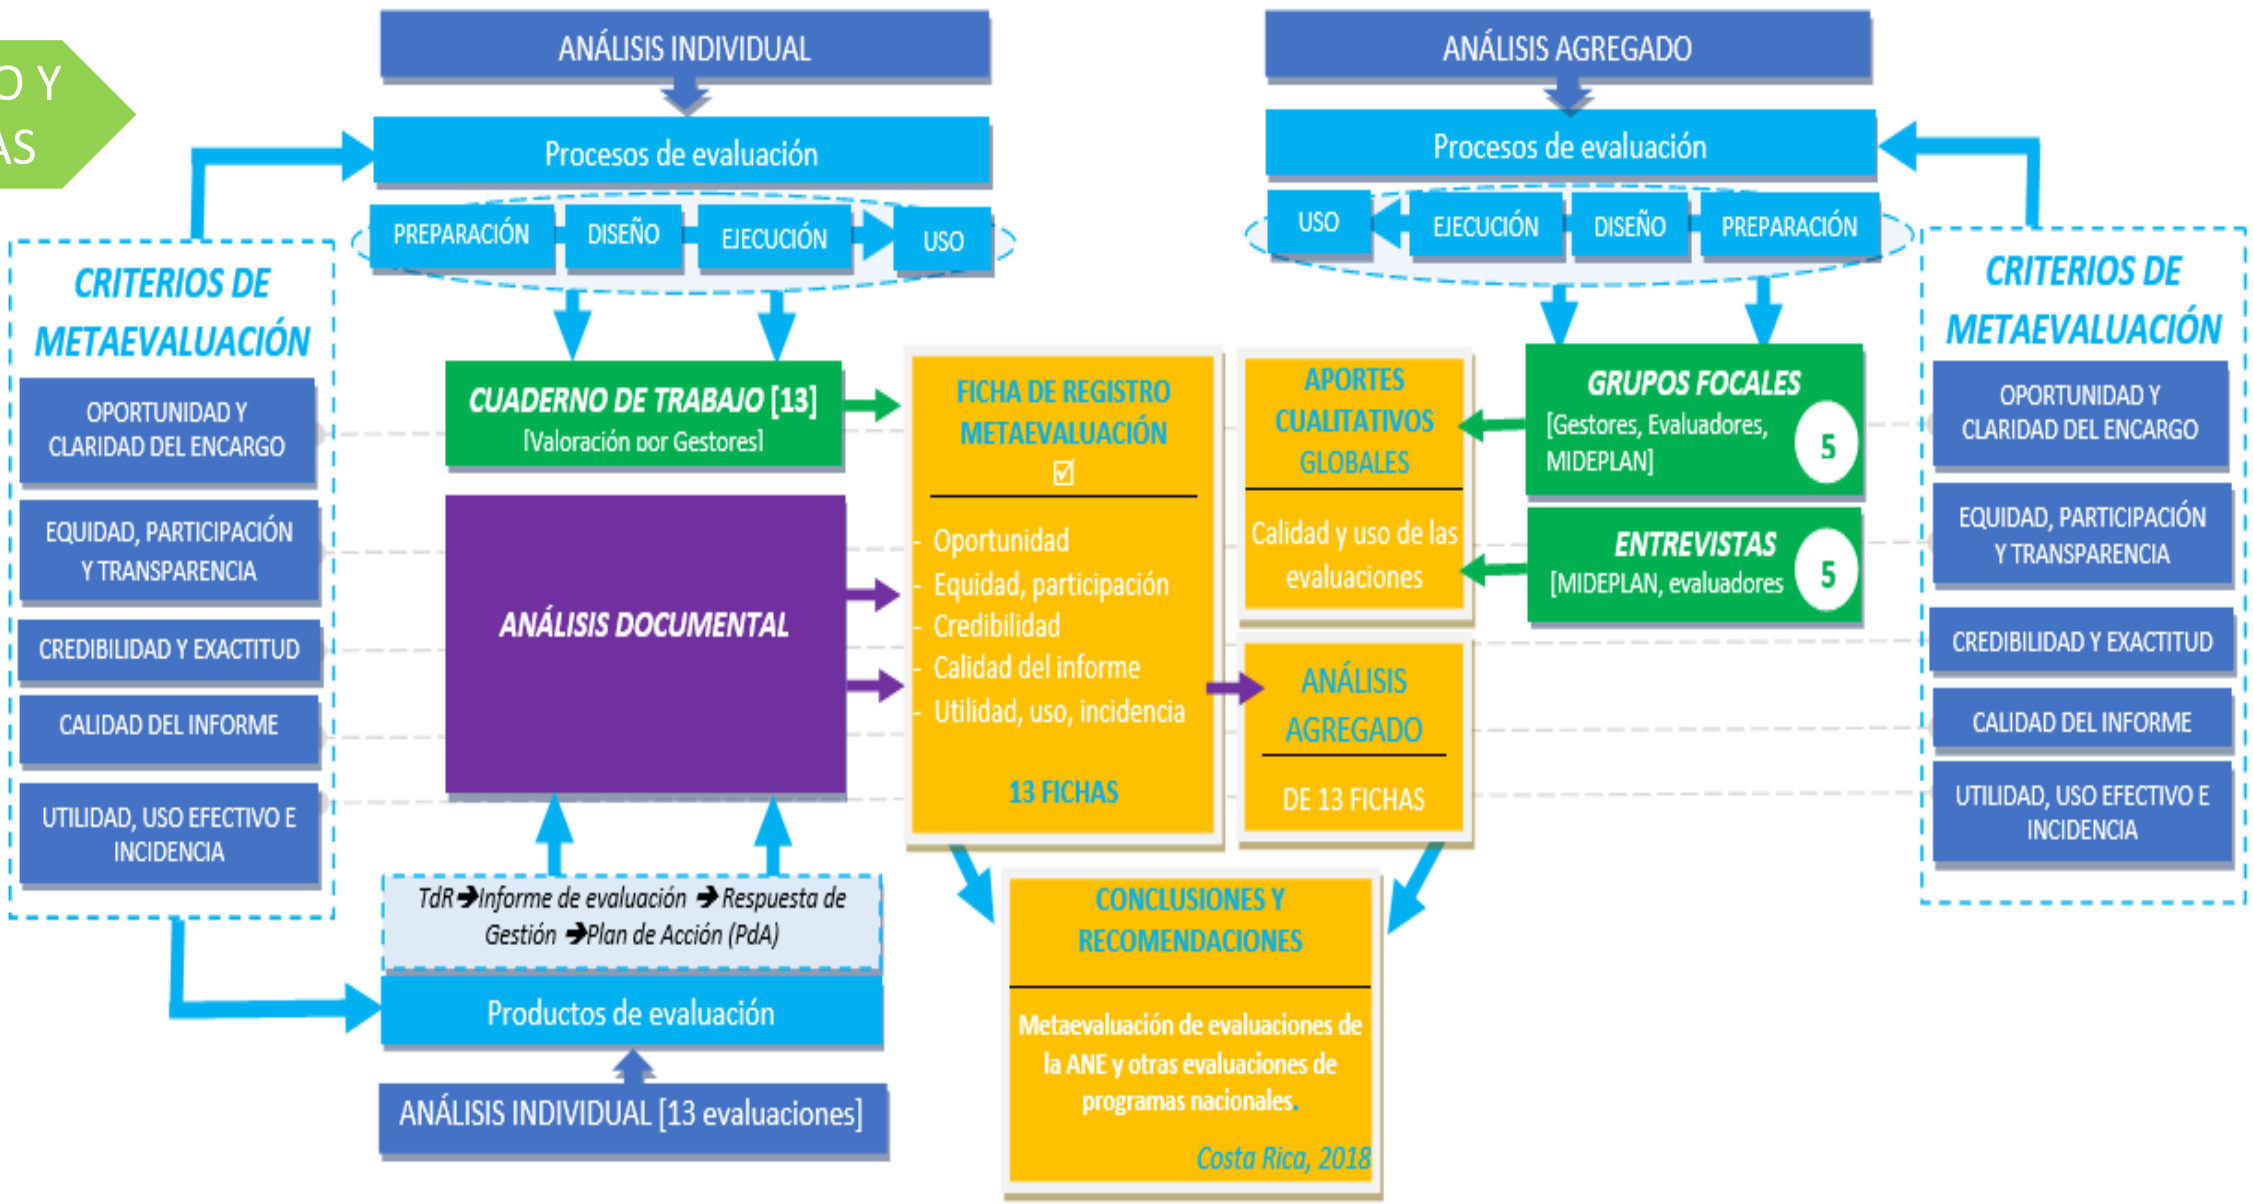 O Y
AS
ANÁLISIS INDIVIDUAL
Procesos de evaluación
PREPARACIÓN
DISEÑO
EJECUCIÓN
USO
ANÁLISIS AGREGADO
Procesos de evaluación
USO
EJECUCIÓN
DISEÑO
PREPARACIÓN
CRITERIOS DE
METAEVALUACIÓN
OPORTUNIDAD Y
CLARIDAD DEL ENCARGO
EQUIDAD, PARTICIPACIÓN
Y TRANSPARENCIA
CREDIBILIDAD Y EXACTITUD
CALIDAD DEL INFORME
UTILIDAD, USO EFECTIVO E
INCIDENCIA
CUADERNO DE TRABAJO [13]
[Valoración por Gestores]
ANÁLISIS DOCUMENTAL
TdR➔Informe de evaluación ➔ Respuesta de
Gestión ➔Plan de Acción (PdA)
Productos de evaluación
ANÁLISIS INDIVIDUAL [13 evaluaciones]
FICHA DE REGISTRO
METAEVALUACIÓN
☑
- Oportunidad
- Equidad, participación
- Credibilidad
- Calidad del informe
- Utilidad, uso, incidencia
13 FICHAS
APORTES
CUALITATIVOS
GLOBALES
Calidad y uso de las
evaluaciones
ANÁLISIS
AGREGADO
DE 13 FICHAS
CONCLUSIONES Y
RECOMENDACIONES
Metaevaluación de evaluaciones de
la ANE y otras evaluaciones de
programas nacionales.
Costa Rica, 2018
GRUPOS FOCALES
[Gestores, Evaluadores,
MIDEPLAN]
5
ENTREVISTAS
[MIDEPLAN, evaluadores
5
CRITERIOS DE
METAEVALUACIÓN
OPORTUNIDAD Y
CLARIDAD DEL ENCARGO
EQUIDAD, PARTICIPACIÓN
Y TRANSPARENCIA
CREDIBILIDAD Y EXACTITUD
CALIDAD DEL INFORME
UTILIDAD, USO EFECTIVO E
INCIDENCIA